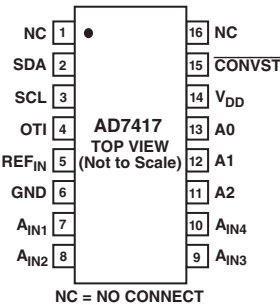 NC 1 16 NC
SDA 2 15 CONVST
SCL 3 14 VDD
OTI 4 AD7417 13 A0
TOP VIEW
REFIN 5 (Not to Scale) 12 A1
GND 6 11 A2
AIN1 7 10 AIN4
AIN2 8 9 AIN3
NC = NO CONNECT